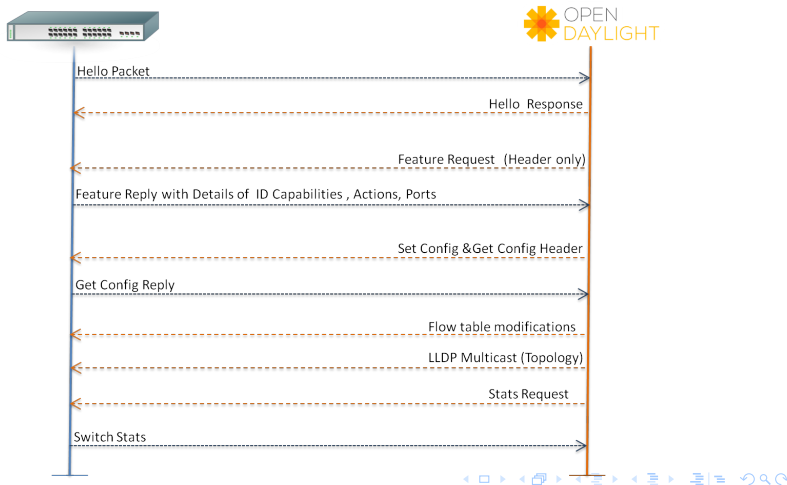 OPEN
DAYLIGHT
Hello Packet
Hello Response
Feature Request (Header only)
Feature Reply with Details of ID Capabilities , Actions, Ports
Set Config &Get Config Header
Get Config Reply
Flow table modifications
LLDP Multicast (Topology)
Stats Request
Switch Stats